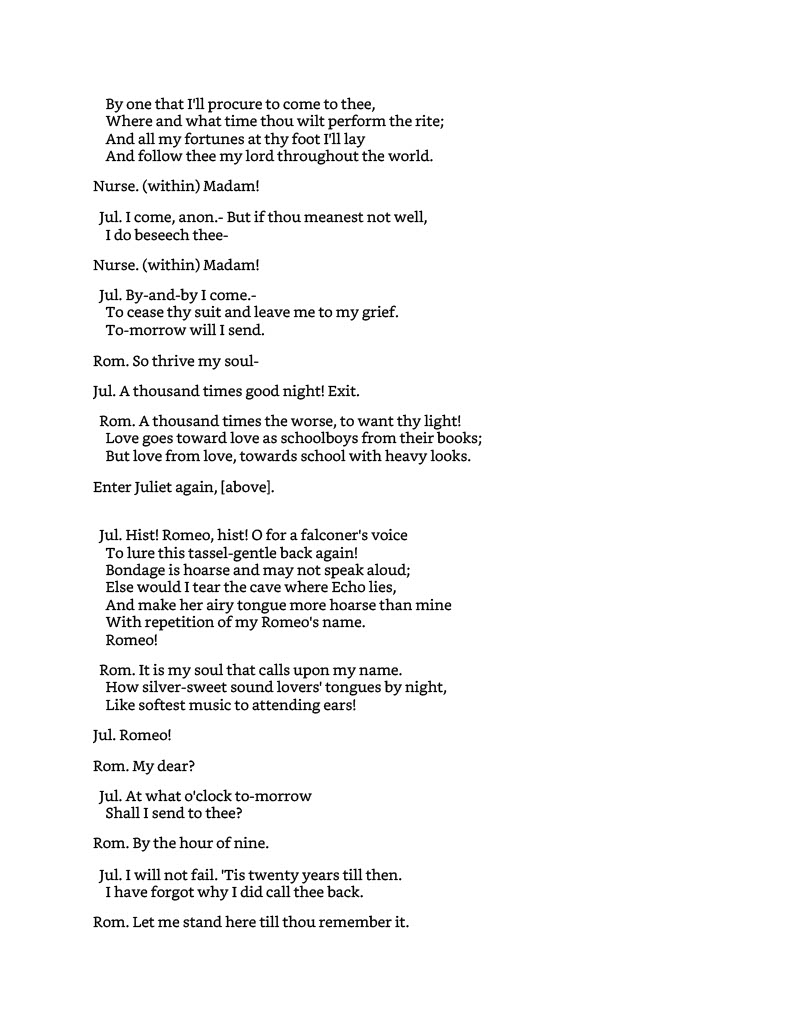 By one that I'll procure to come to thee,
Where and what time thou wilt perform the rite;
And all my fortunes at thy foot I'll lay
And follow thee my lord throughout the world.
Nurse. (within) Madam!
Jul. I come, anon.- But if thou meanest not well,
I do beseech thee-
Nurse. (within) Madam!
Jul. By-and-by I come.-
To cease thy suit and leave me to my grief.
To-morrow will I send.
Rom. So thrive my soul-
Jul. A thousand times good night! Exit.
Rom. A thousand times the worse, to want thy light!
Love goes toward love as schoolboys from their books;
But love from love, towards school with heavy looks.
Enter Juliet again, [above].
Jul. Hist! Romeo, hist! O for a falconer's voice
To lure this tassel-gentle back again!
Bondage is hoarse and may not speak aloud;
Else would I tear the cave where Echo lies,
And make her airy tongue more hoarse than mine
With repetition of my Romeo's name.
Romeo!
Rom. It is my soul that calls upon my name.
How silver-sweet sound lovers' tongues by night,
Like softest music to attending ears!
Jul. Romeo!
Rom. My dear?
Jul. At what o'clock to-morrow
Shall I send to thee?
Rom. By the hour of nine.
Jul. I will not fail. 'Tis twenty years till then.
I have forgot why I did call thee back.
Rom. Let me stand here till thou remember it.